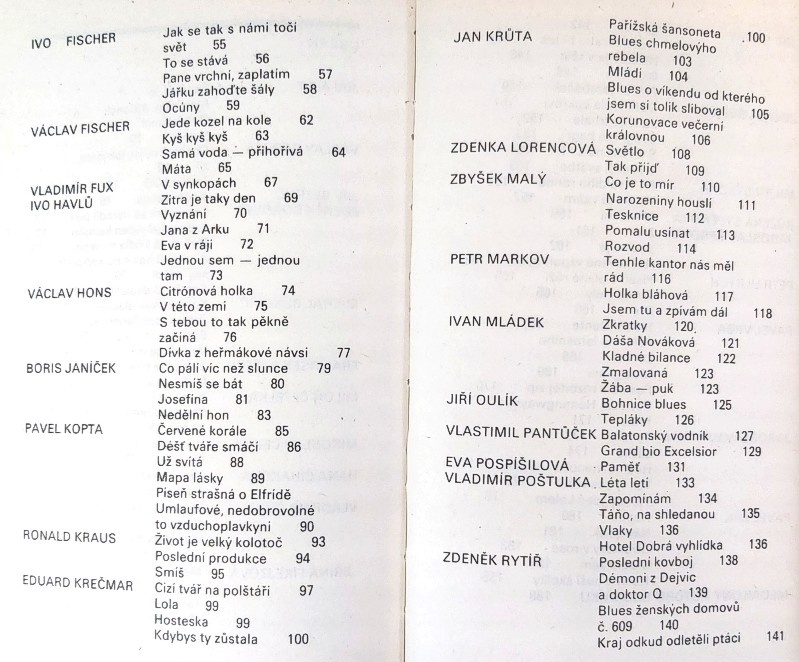 IVO FISCHER Jak se tak s námi točí
svět 55
To se stává 56
Pane vrchní, zaplatím 57
Jářku zahoďte šály 58
Ocúny 59
VÁCLAV FISCHER Jede kozel na kole 62
Kyš kyš kyš 63
Samá voda — přihořívá 64
Máta 65
VLADIMÍR FUX V synkopách 67
IVO HAVLŮ Zítra je taky den 69
Vyznání 70
Jana z Arku 71
Eva v ráji 72
Jednou sem — jednou
tam 73
VÁCLAV HONS Citrónová holka 74
V této zemi 75
S tebou to tak pěkně
začíná 76
Dívka z heřmákové návsi 77
BORIS JANÍČEK Co pálí víc než slunce 79
Nesmíš se bát 80
Josefína 81
Nedělní hon 83
PAVEL KOPTA Červené korále 85
Déšť tváře smáčí 86
Už svítá 88
Mapa lásky 89
Píseň strašná o Elfrídě
Umlaufové, nedobrovolné
to vzduchoplavkyni 90
RONALD KRAUS Život je velký kolotoč 93
Poslední produkce 94
Smíš 95
EDUARD KREČMAR Cizí tvář na polštáři 97
Lola 99
Hosteska 99
Kdybys ty zůstala 100
JAN KRŮTA Pařížská šansoneta 100
Blues chmelovýho
rebela 103
Mládí 104
Blues o víkendu od kterého
jsem si tolik sliboval 105
Korunovace večerní
královnou 106
ZDENKA LORENCOVÁ Světlo 108
Tak přijď 109
ZBYŠEK MALÝ Co je to mír 110
Narozeniny houslí 111
Tesknice 112
Pomalu usínat 113
Rozvod 114
PETR MARKOV Tenhle kantor nás měl
rád 116
Holka bláhová 117
Jsem tu a zpívám dál 118
IVAN MLÁDEK Zkratky 120
Dáša Nováková 121
Kladné bilance 122
Zmalovaná 123
Žába — puk 123
JIŘÍ OULÍK Bohnice blues 125
Tepláky 126
VLASTIMIL PANTŮČEK Balatonský vodník 127
Grand bio Excelsior 129
EVA POSPÍŠILOVÁ Paměť 131
VLADIMÍR POŠTULKA Léta letí 133
Zapomínám 134
Táňo, na shledanou 135
Vlaky 136
Hotel Dobrá vyhlídka 136
ZDENĚK RYTÍŘ Poslední kovboj 138
Démoni z Dejvic
a doktor Q 139
Blues ženských domovů
č. 609 140
Kraj odkud odletěli ptáci 141